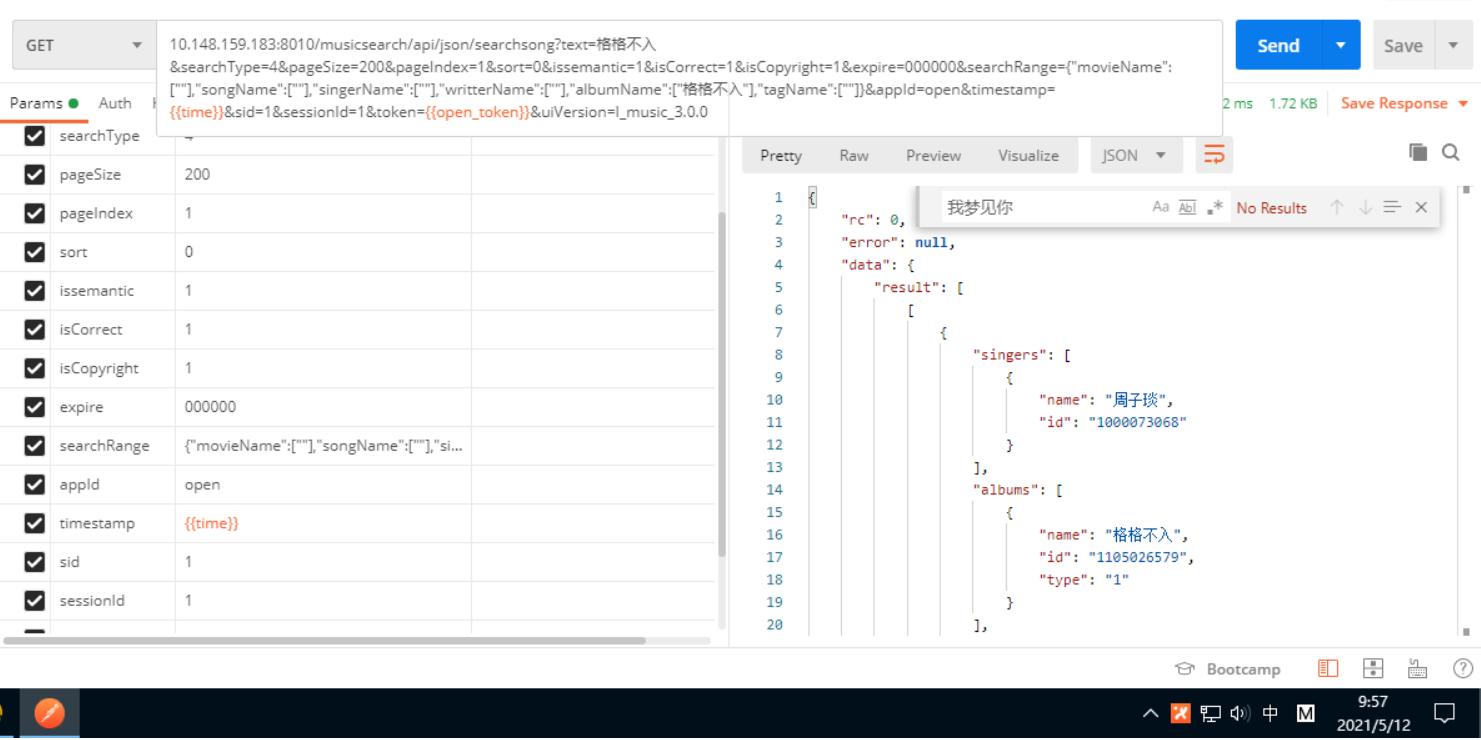 GET
10.148.159.183:8010/musicsearch/api/json/searchsong?text=格格不入
&searchType=4&pageSize=200&pageIndex=1&sort=0&issemantic=1&isCorrect=1&isCopyright=1&expire=000000&searchRange={"movieName":
[""],"songName":[""],"singerName":[""],"writterName":[""],"albumName":["格格不入"],"tagName":[""]}&appId=open&timestamp=
{{time}}&sid=1&sessionId=1&token={{open_token}}&uiVersion=l_music_3.0.0
Send
Save
Params
Auth
2 ms
1.72 KB
Save Response
searchType
pageSize 200
pageIndex 1
sort 0
issemantic 1
isCorrect 1
isCopyright 1
expire 000000
searchRange {"movieName":[""],"songName":[""],"si...
appId open
timestamp {{time}}
sid 1
sessionId 1
Pretty
Raw
Preview
Visualize
JSON
我梦见你
Aa
Abl
.*
No Results
1 {
2 "rc": 0,
3 "error": null,
4 "data": {
5 "result": [
6 [
7 {
8 "singers": [
9 {
10 "name": "周子琰",
11 "id": "1000073068"
12 }
13 ],
14 "albums": [
15 {
16 "name": "格格不入",
17 "id": "1105026579",
18 "type": "1"
19 }
20 ],
Bootcamp
中
M
9:57
2021/5/12